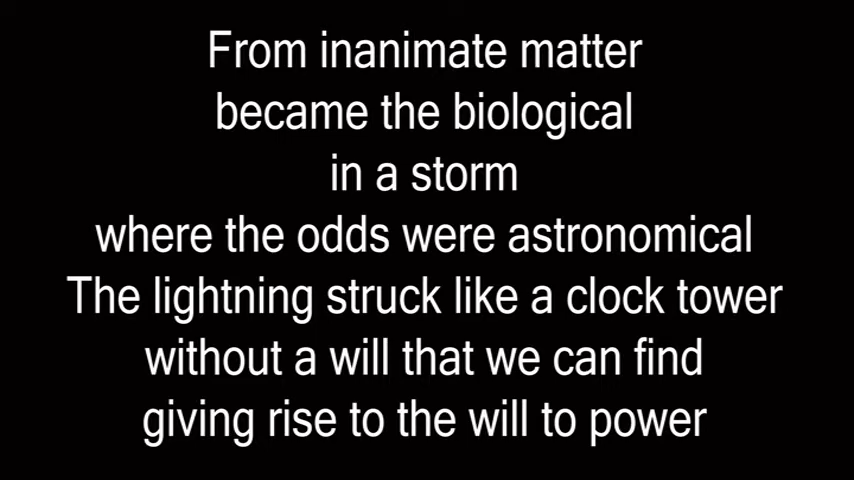 From inanimate matter
became the biological
in a storm
where the odds were astronomical
The lightning struck like a clock tower
without a will that we can find
giving rise to the will to power